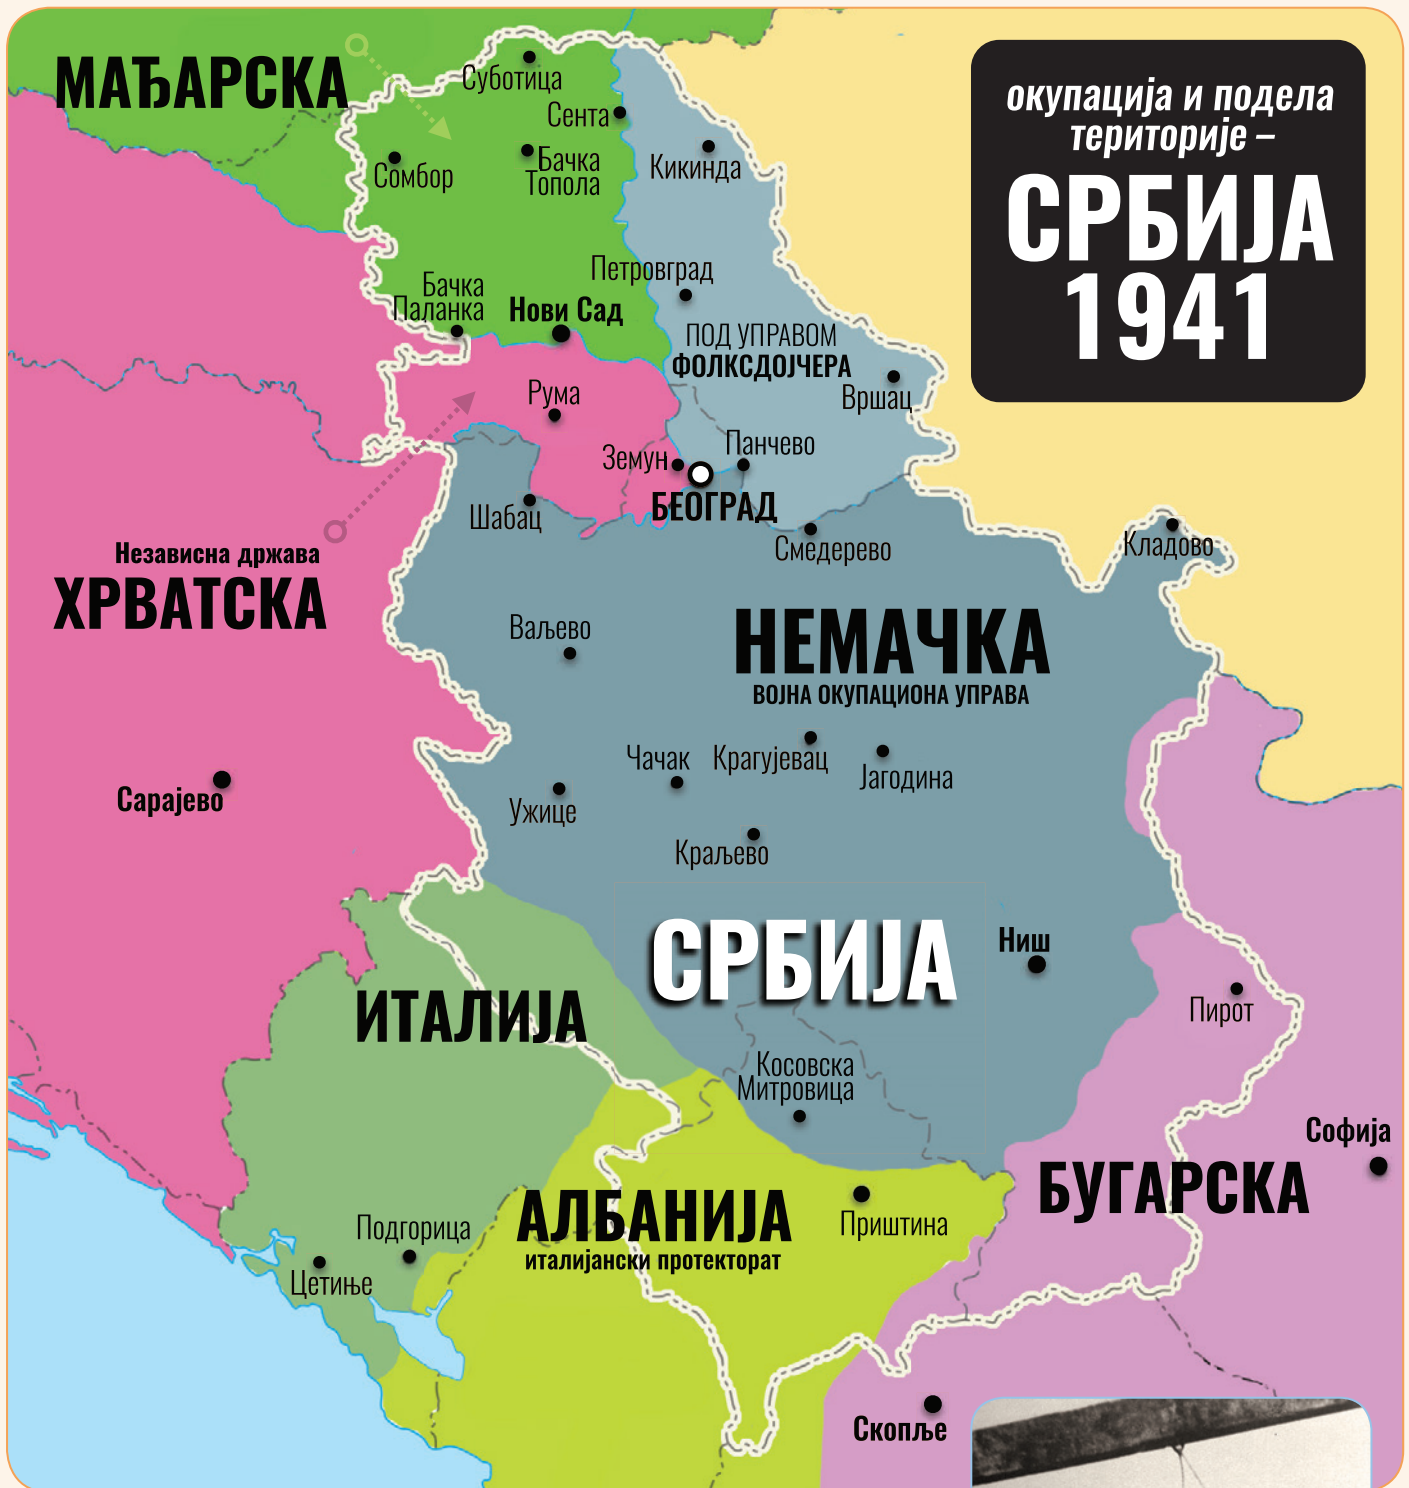 окупација и подела
територије –
СРБИЈА
1941
МАЂАРСКА
Суботица
Сента
Сомбор
Бачка
Топола
Кикинда
Петровград
Бачка
Паланка
Нови Сад
ПОД УПРАВОМ
ФОЛКСДОЈЧЕРА
Вршац
Рума
Панчево
Земун
БЕОГРАД
Шабац
Смедерево
Кладово
Независна држава
ХРВАТСКА
Ваљево
НЕМАЧКА
ВОЈНА ОКУПАЦИОНА УПРАВА
Чачак
Крагујевац
Јагодина
Сарајево
Ужице
Краљево
СРБИЈА
Ниш
ИТАЛИЈА
Пирот
Косовска
Митровица
Софија
БУГАРСКА
АЛБАНИЈА
италијански протекторат
Приштина
Подгорица
Цетиње
Скопље